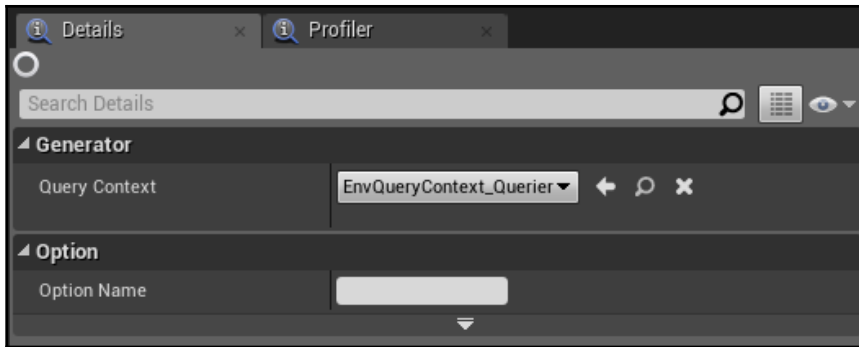 Details
Profiler
Search Details
Generator
Query Context
EnvQueryContext_Querier
Option
Option Name